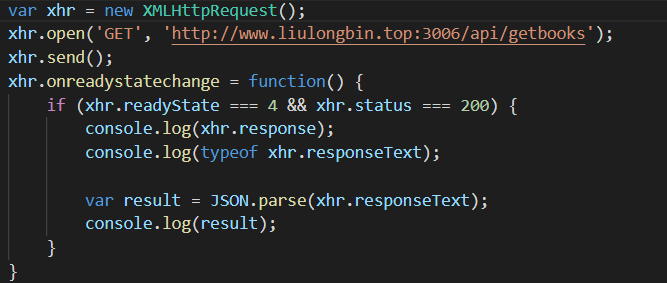 var xhr = new XMLHttpRequest();
xhr.open('GET', 'http://www.liulongbin.top:3006/api/getbooks');
xhr.send();
xhr.onreadystatechange = function() {
    if (xhr.readyState === 4 && xhr.status === 200) {
        console.log(xhr.response);
        console.log(typeof xhr.responseText);

        var result = JSON.parse(xhr.responseText);
        console.log(result);
    }
}